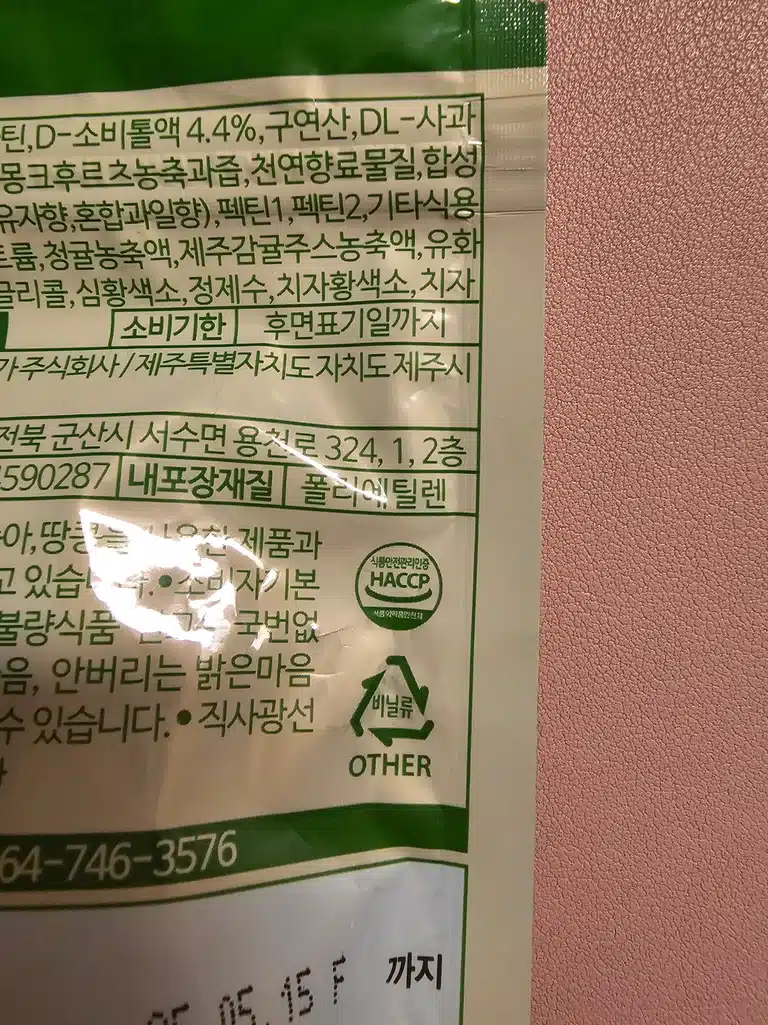 틴,D-소비톨액 4.4%,구연산,DL-사과
몽크후르츠농축과즙,천연향료물질,합성
유자향,혼합과일향),펙틴1,펙틴2,기타식용
트륨,청귤농축액,제주감귤주스농축액,유화
글리콜,심황색소,정제수,치자황색소,치자
소비기한 후면표기일까지
가주식회사/제주특별자치도자치도제주시
전북 군산시 서수면 용천로 324, 1, 2층
4590287 내포장재질 폴리에틸렌
아,땅콩을 사용한 제품과
고 있습니다.•소비자기본
불량식품 신고는 국번없
음, 안버리는 밝은마음
수 있습니다.•직사광선
식품안전관리인증
HACCP
식품의약품안전처
비닐류
OTHER
64-746-3576
05.15 F 까지